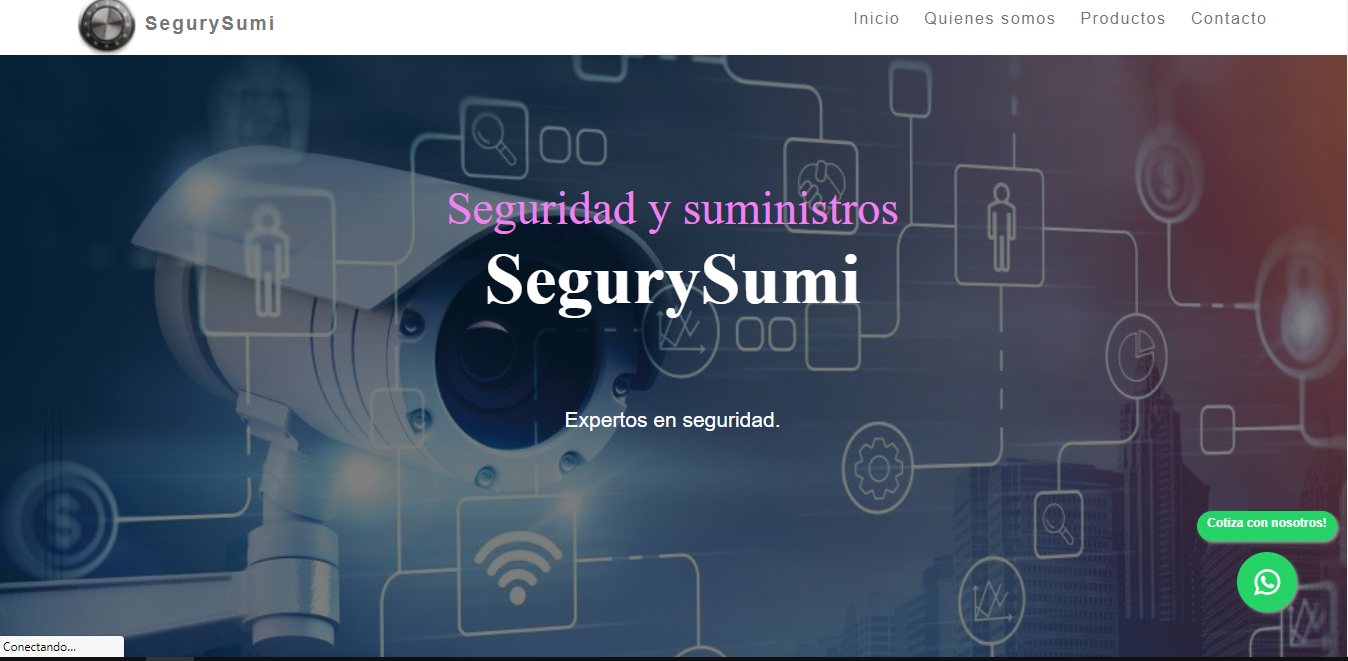 SegurySumi
Inicio Quienes somos Productos Contacto
Seguridad y suministros
SegurySumi
Expertos en seguridad.
Cotiza con nosotros!
Conectando...